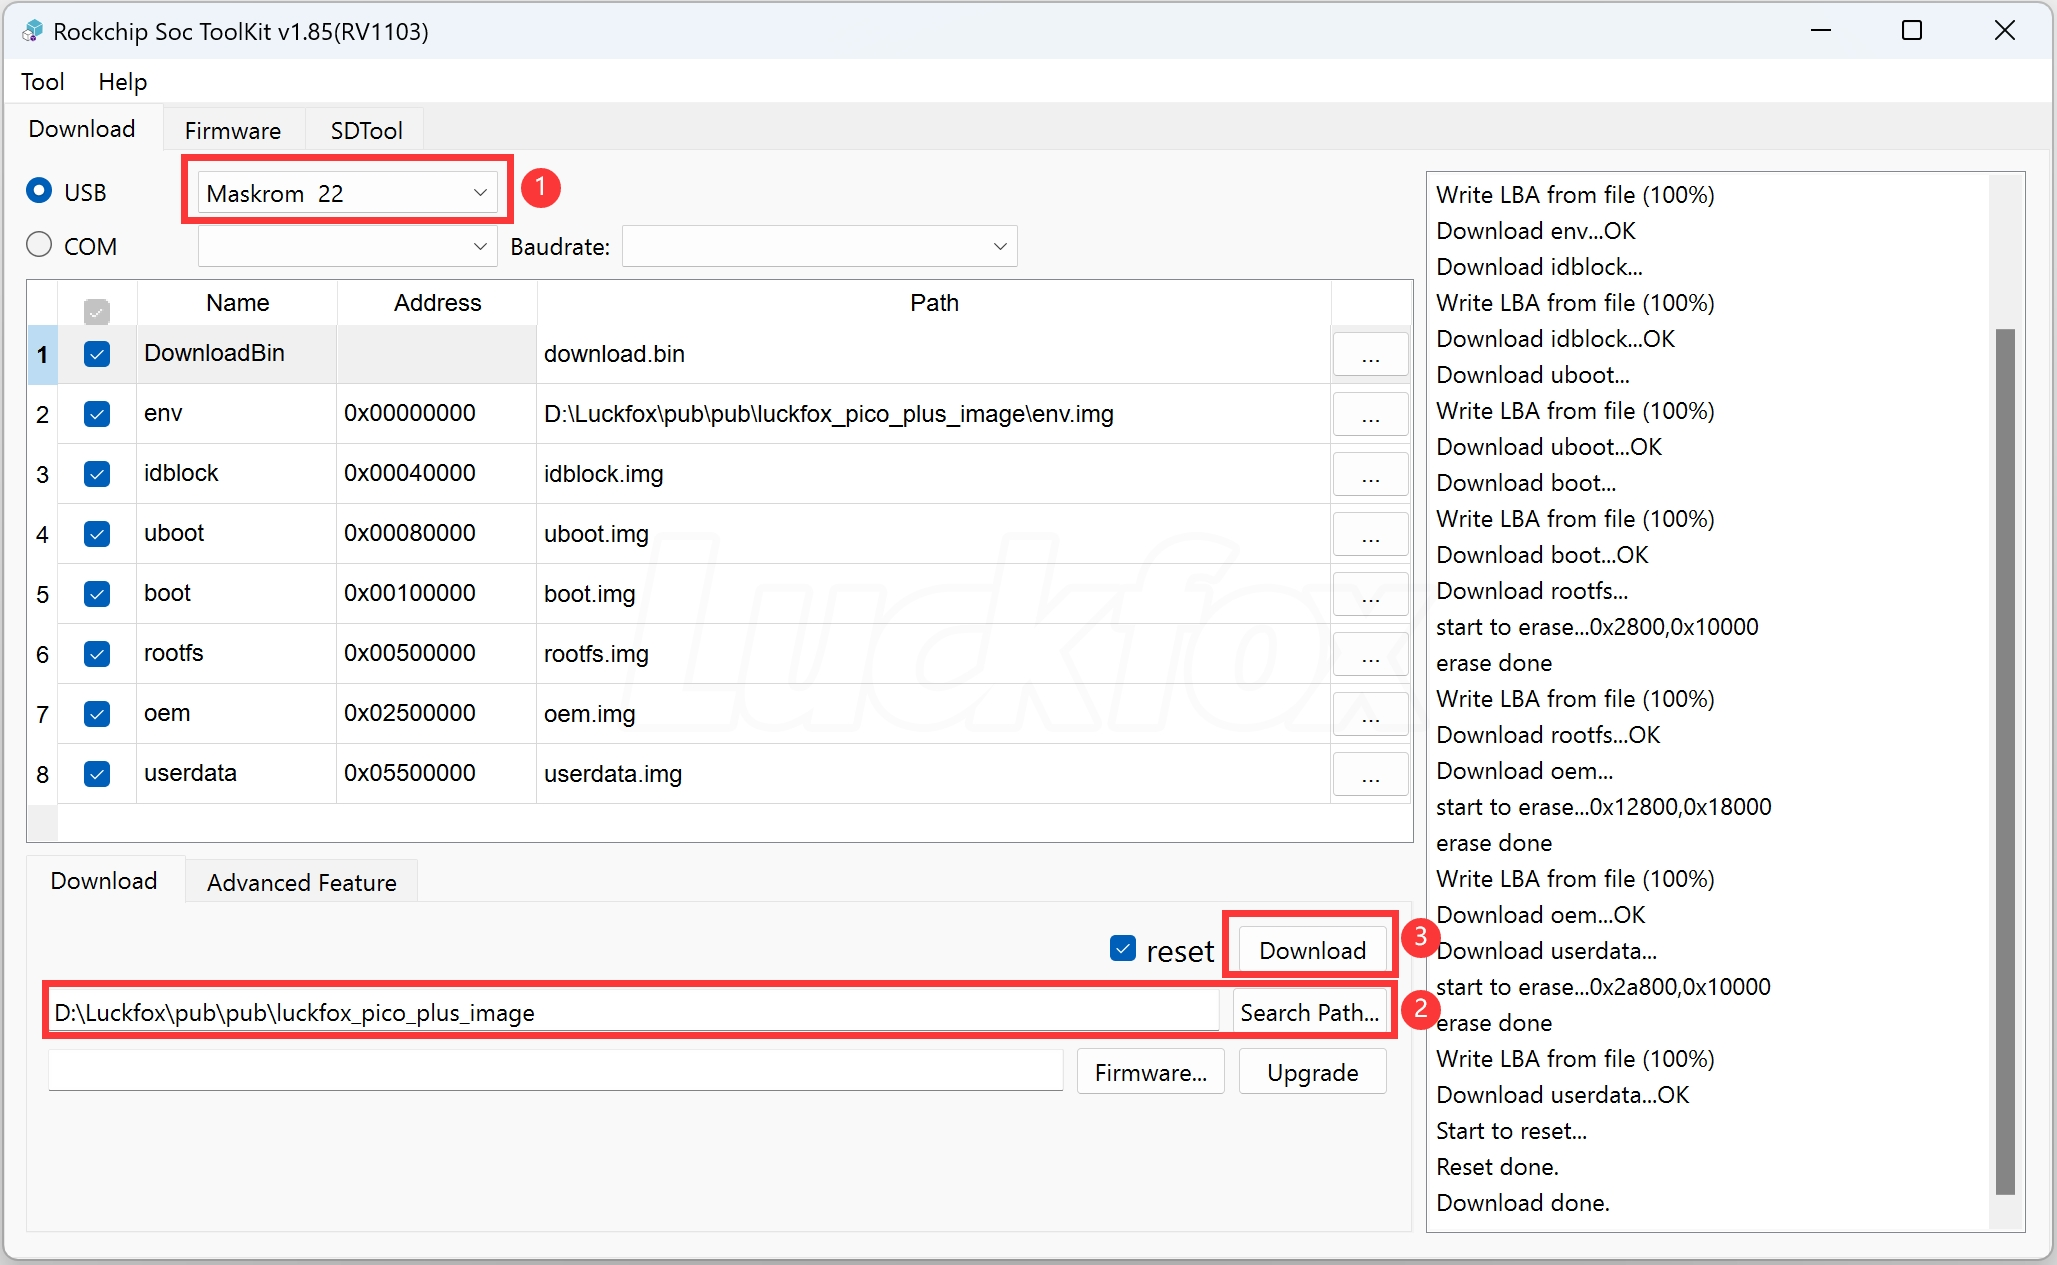 Rockchip Soc ToolKit v1.85(RV1103)
Tool Help
Download Firmware SDTool
USB Maskrom 22 1
COM Baudrate:
Name Address Path
1 DownloadBin download.bin ...
2 env 0x00000000 D:\Luckfox\pub\pub\luckfox_pico_plus_image\env.img ...
3 idblock 0x00040000 idblock.img ...
4 uboot 0x00080000 uboot.img ...
5 boot 0x00100000 boot.img ...
6 rootfs 0x00500000 rootfs.img ...
7 oem 0x02500000 oem.img ...
8 userdata 0x05500000 userdata.img ...
Luckfox
Download Advanced Feature
reset Download 3
D:\Luckfox\pub\pub\luckfox_pico_plus_image Search Path... 2
Firmware... Upgrade
Write LBA from file (100%)
Download env...OK
Download idblock...
Write LBA from file (100%)
Download idblock...OK
Download uboot...
Write LBA from file (100%)
Download uboot...OK
Download boot...
Write LBA from file (100%)
Download boot...OK
Download rootfs...
start to erase...0x2800,0x10000
erase done
Write LBA from file (100%)
Download rootfs...OK
Download oem...
start to erase...0x12800,0x18000
erase done
Write LBA from file (100%)
Download oem...OK
Download userdata...
start to erase...0x2a800,0x10000
erase done
Write LBA from file (100%)
Download userdata...OK
Start to reset...
Reset done.
Download done.